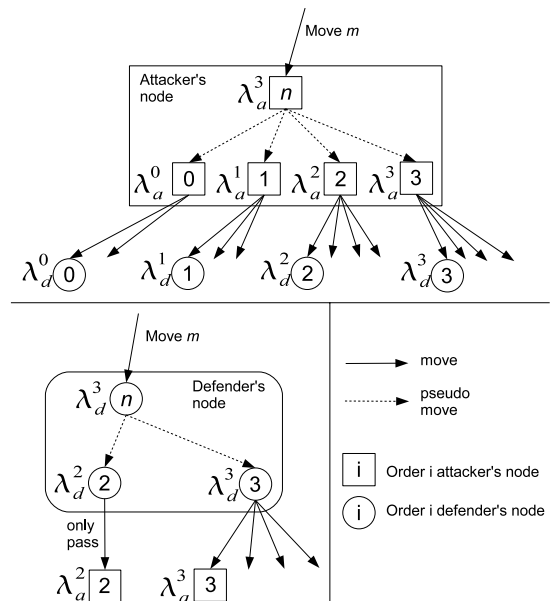 Move m
Attacker's
node
λ_a^3 n
λ_a^0 0 λ_a^1 1 λ_a^2 2 λ_a^3 3
λ_d^0 0 λ_d^1 1 λ_d^2 2 λ_d^3 3
Move m
Defender's
node
λ_d^3 n
λ_d^2 2 λ_d^3 3
only
pass
λ_a^2 2 λ_a^3 3
move
pseudo
move
i Order i attacker's node
i Order i defender's node